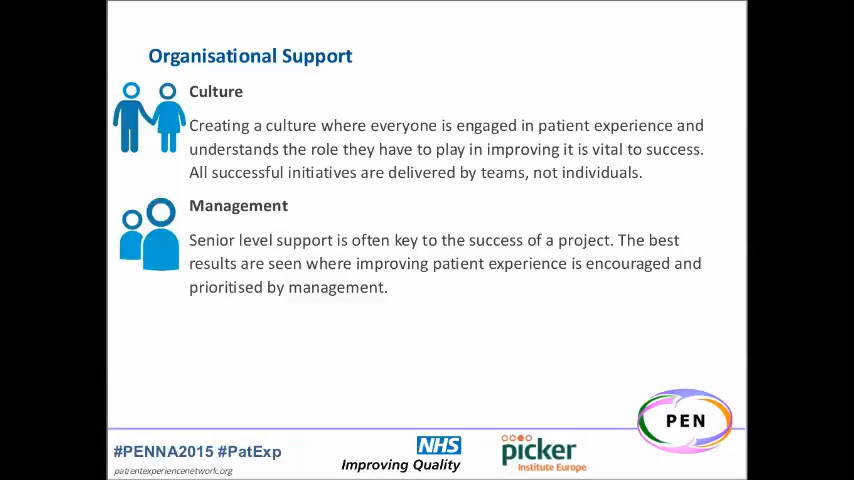 Organisational Support
Culture
Creating a culture where everyone is engaged in patient experience and
understands the role they have to play in improving it is vital to success.
All successful initiatives are delivered by teams, not individuals.
Management
Senior level support is often key to the success of a project. The best
results are seen where improving patient experience is encouraged and
prioritised by management.
PEN
#PENNA2015 #PatExp
patientexperiencenetwork.org
NHS
Improving Quality
picker
Institute Europe